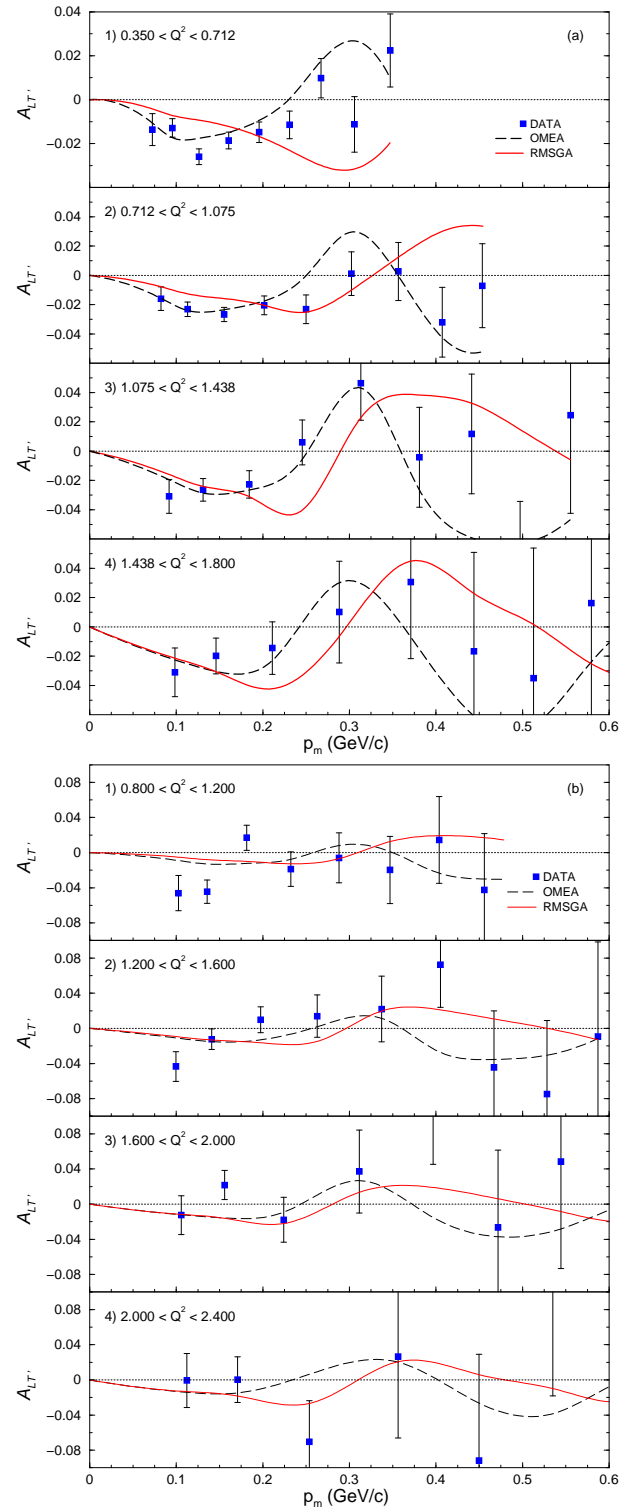 0.04
1) 0.350 < Q² < 0.712
(a)
0.02
0
A_LT'
DATA
−0.02
OMEA
RMSGA
0.04
2) 0.712 < Q² < 1.075
0.02
0
A_LT'
−0.02
−0.04
3) 1.075 < Q² < 1.438
0.04
0.02
0
A_LT'
−0.02
−0.04
4) 1.438 < Q² < 1.800
0.04
0.02
0
A_LT'
−0.02
−0.04
0 0.1 0.2 0.3 0.4 0.5 0.6
p_m (GeV/c)
0.08
1) 0.800 < Q² < 1.200
(b)
0.04
0
A_LT'
DATA
−0.04
OMEA
RMSGA
−0.08
0.08
2) 1.200 < Q² < 1.600
0.04
0
A_LT'
−0.04
−0.08
0.08
3) 1.600 < Q² < 2.000
0.04
0
A_LT'
−0.04
−0.08
0.08
4) 2.000 < Q² < 2.400
0.04
0
A_LT'
−0.04
−0.08
0 0.1 0.2 0.3 0.4 0.5 0.6
p_m (GeV/c)